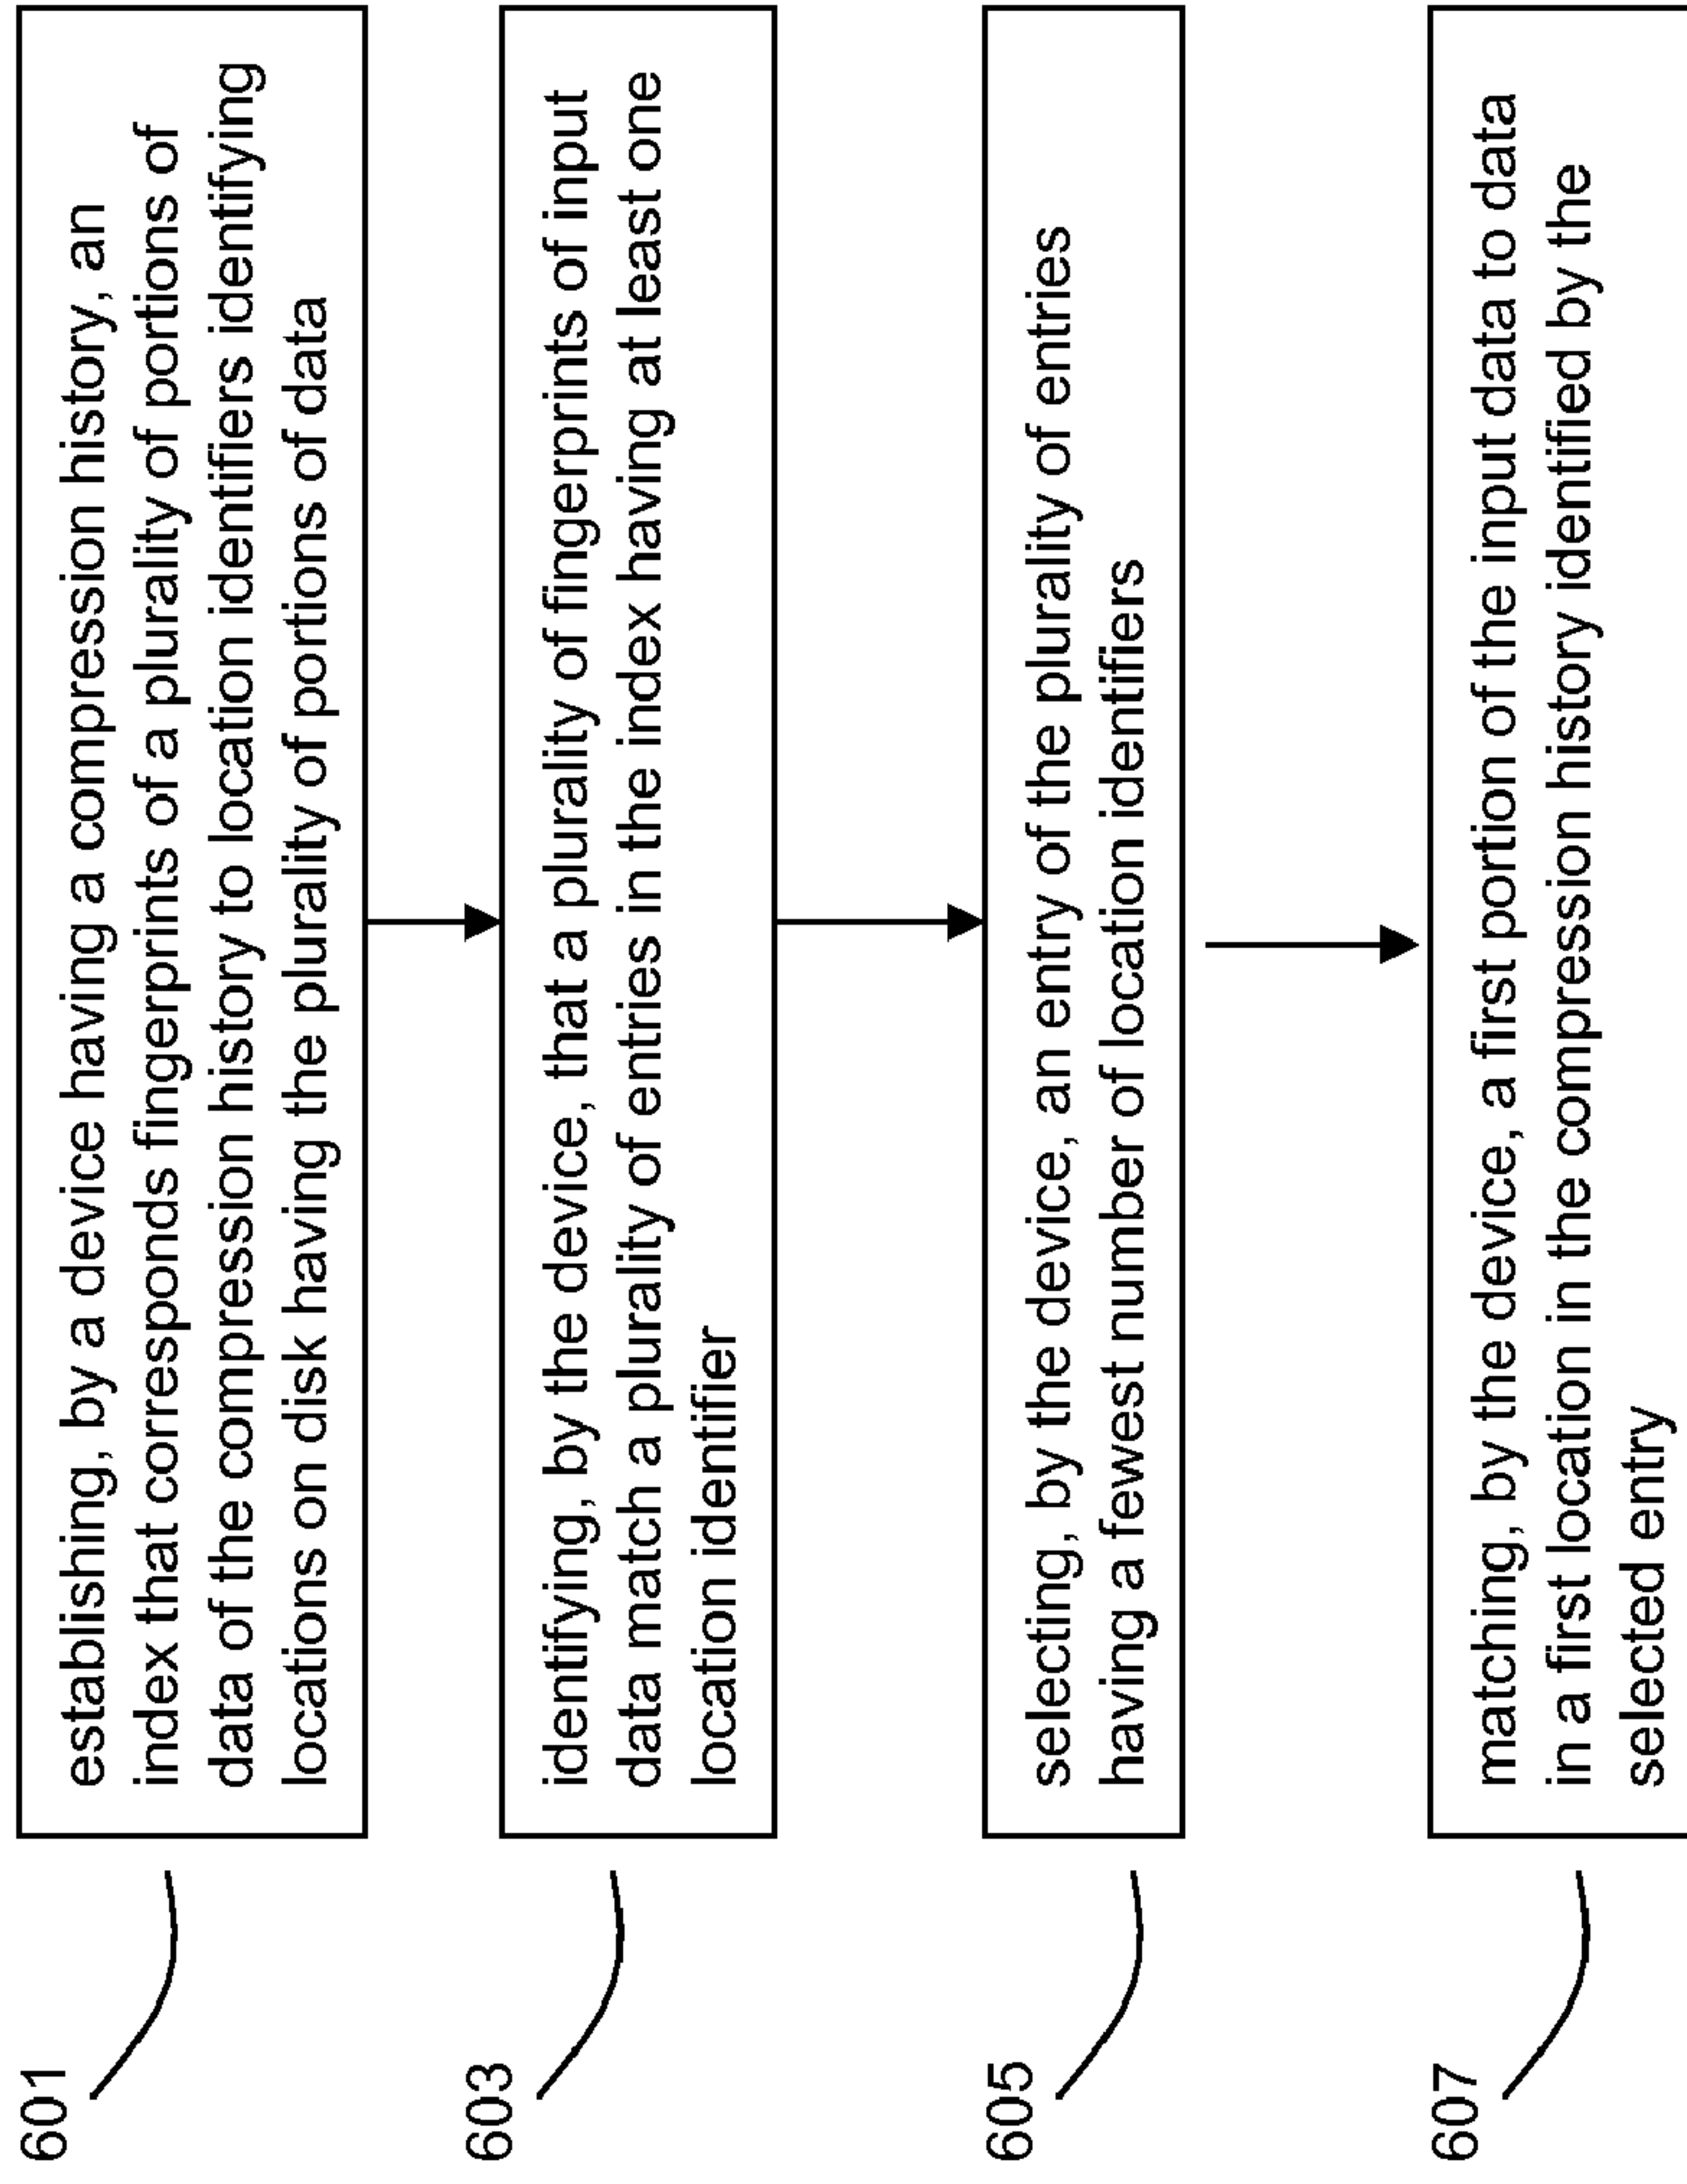 601
establishing, by a device having a compression history, an
index that corresponds fingerprints of a plurality of portions of
data of the compression history to location identifiers identifying
locations on disk having the plurality of portions of data
603
identifying, by the device, that a plurality of fingerprints of input
data match a plurality of entries in the index having at least one
location identifier
605
selecting, by the device, an entry of the plurality of entries
having a fewest number of location identifiers
607
matching, by the device, a first portion of the input data to data
in a first location in the compression history identified by the
selected entry